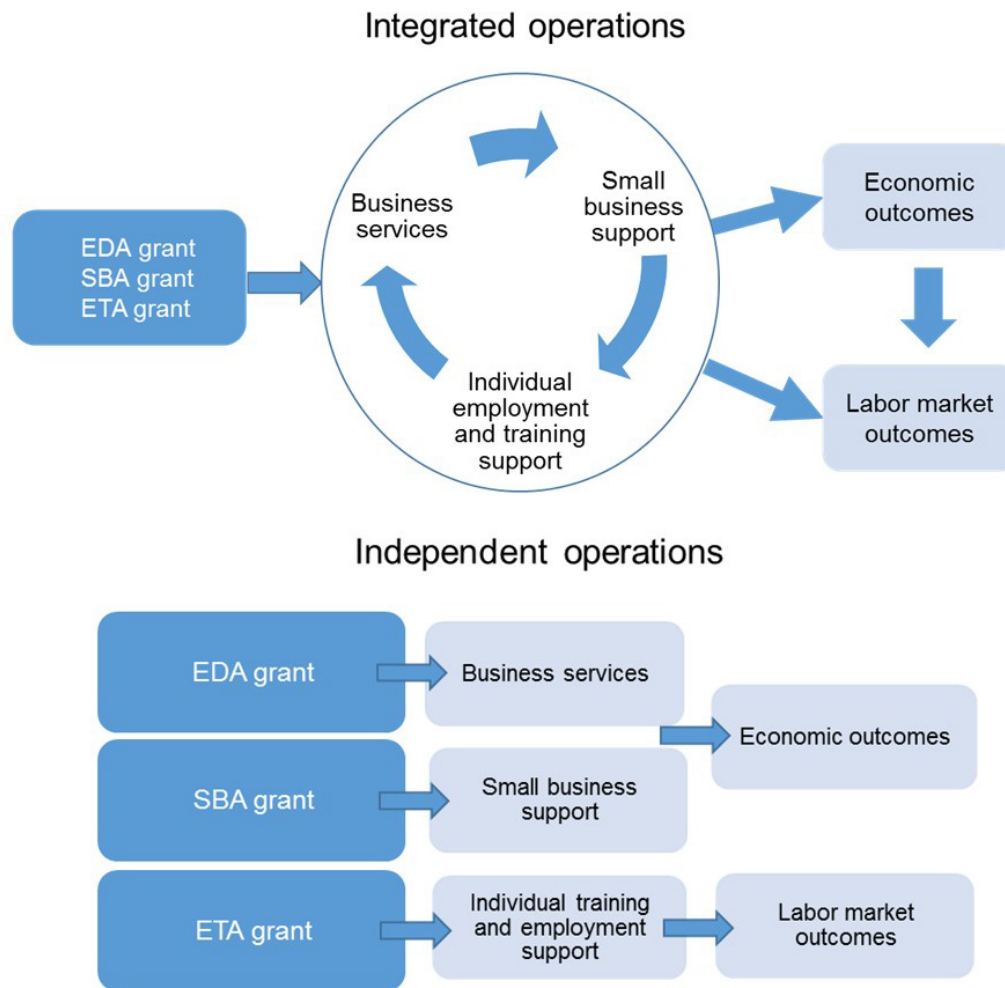 Integrated operations
EDA grant
SBA grant
ETA grant
Business
services
Small
business
support
Individual
employment
and training
support
Economic
outcomes
Labor market
outcomes
Independent operations
EDA grant
Business services
SBA grant
Small business
support
Economic outcomes
ETA grant
Individual training
and employment
support
Labor market
outcomes